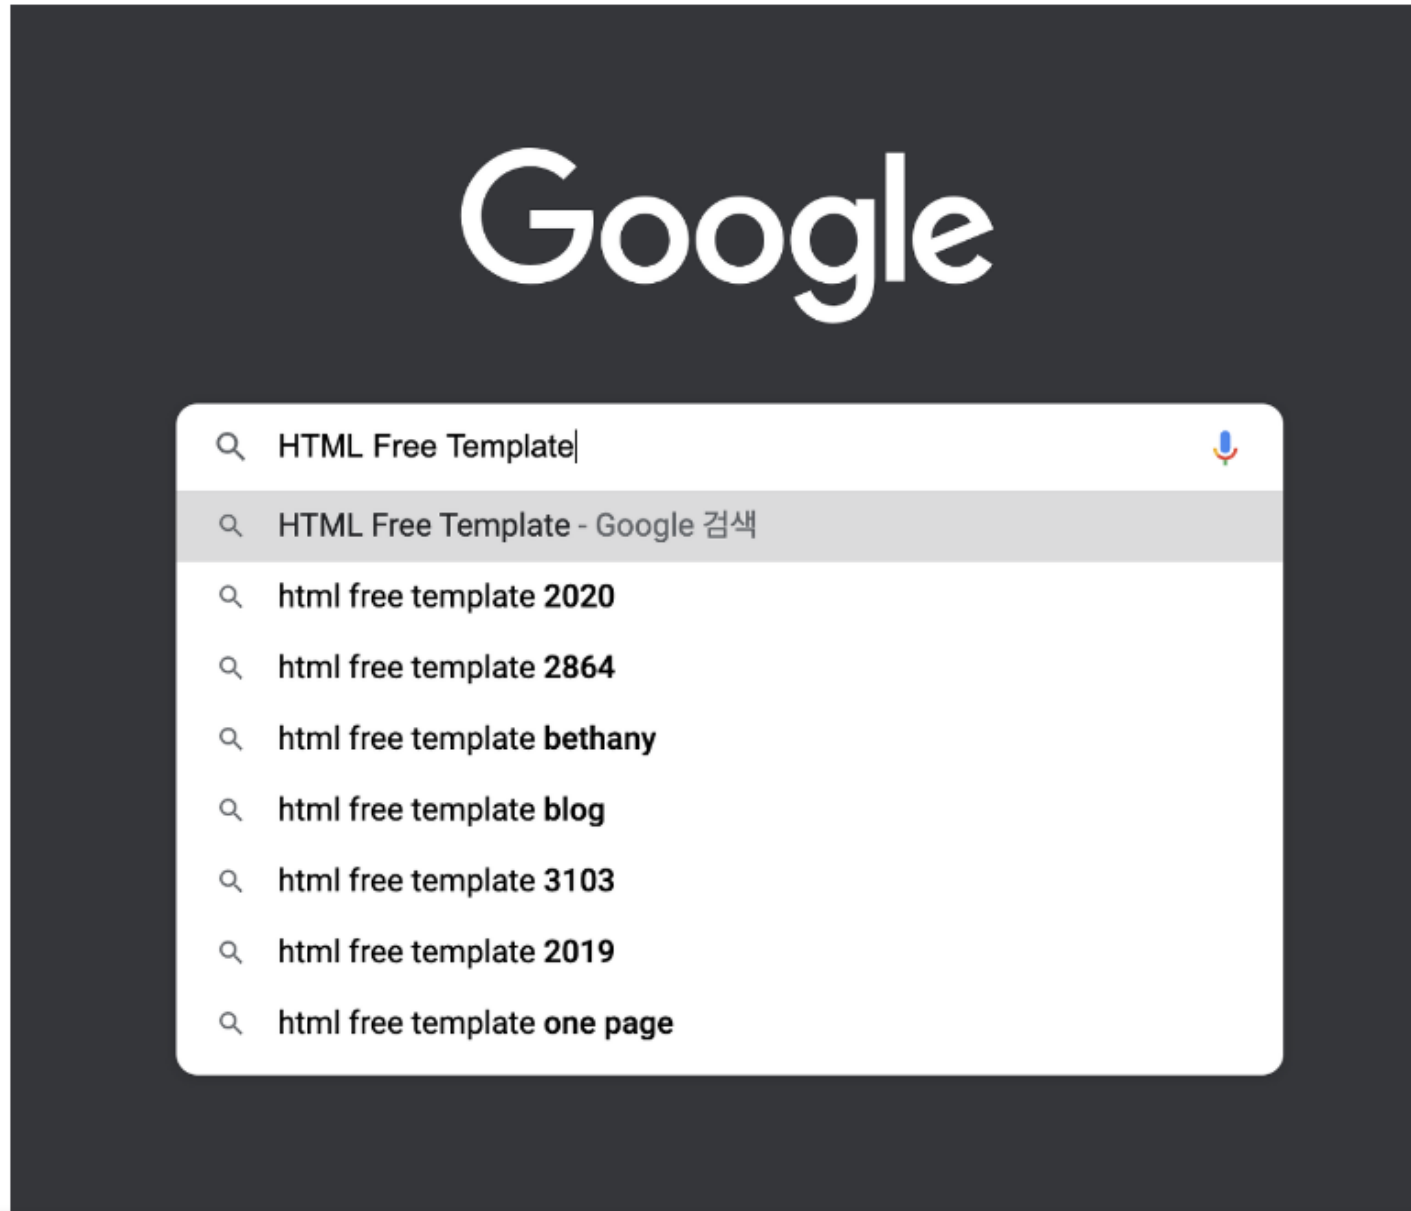 Google
HTML Free Template
HTML Free Template - Google 검색
html free template 2020
html free template 2864
html free template bethany
html free template blog
html free template 3103
html free template 2019
html free template one page